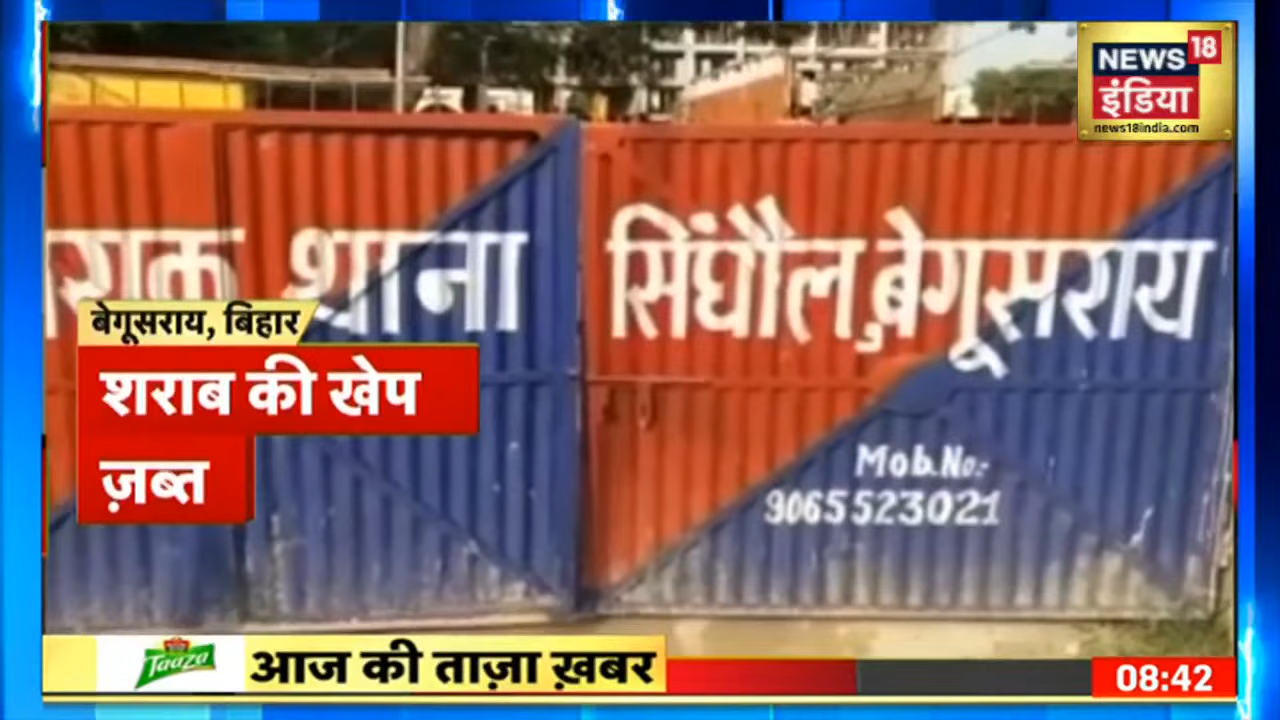 NEWS 18
इंडिया
news18india.com
थाना
सिंघौल, बेगूसराय
बेगूसराय, बिहार
शराब की खेप
ज़ब्त
Mob.No:-
9065523021
Taaza
आज की ताज़ा ख़बर
08:42